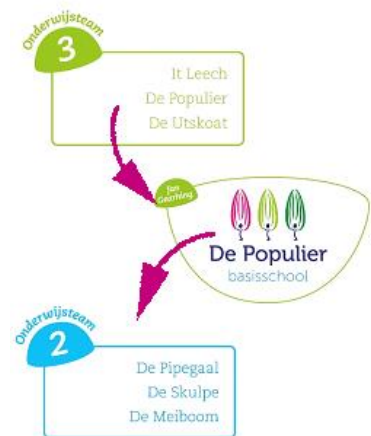 Onderwijsteam
3
It Leech
De Populier
De Utskoat
Jan
De Populier
basisschool
Onderwijsteam
2
De Pipegaal
De Skulpe
De Meiboom